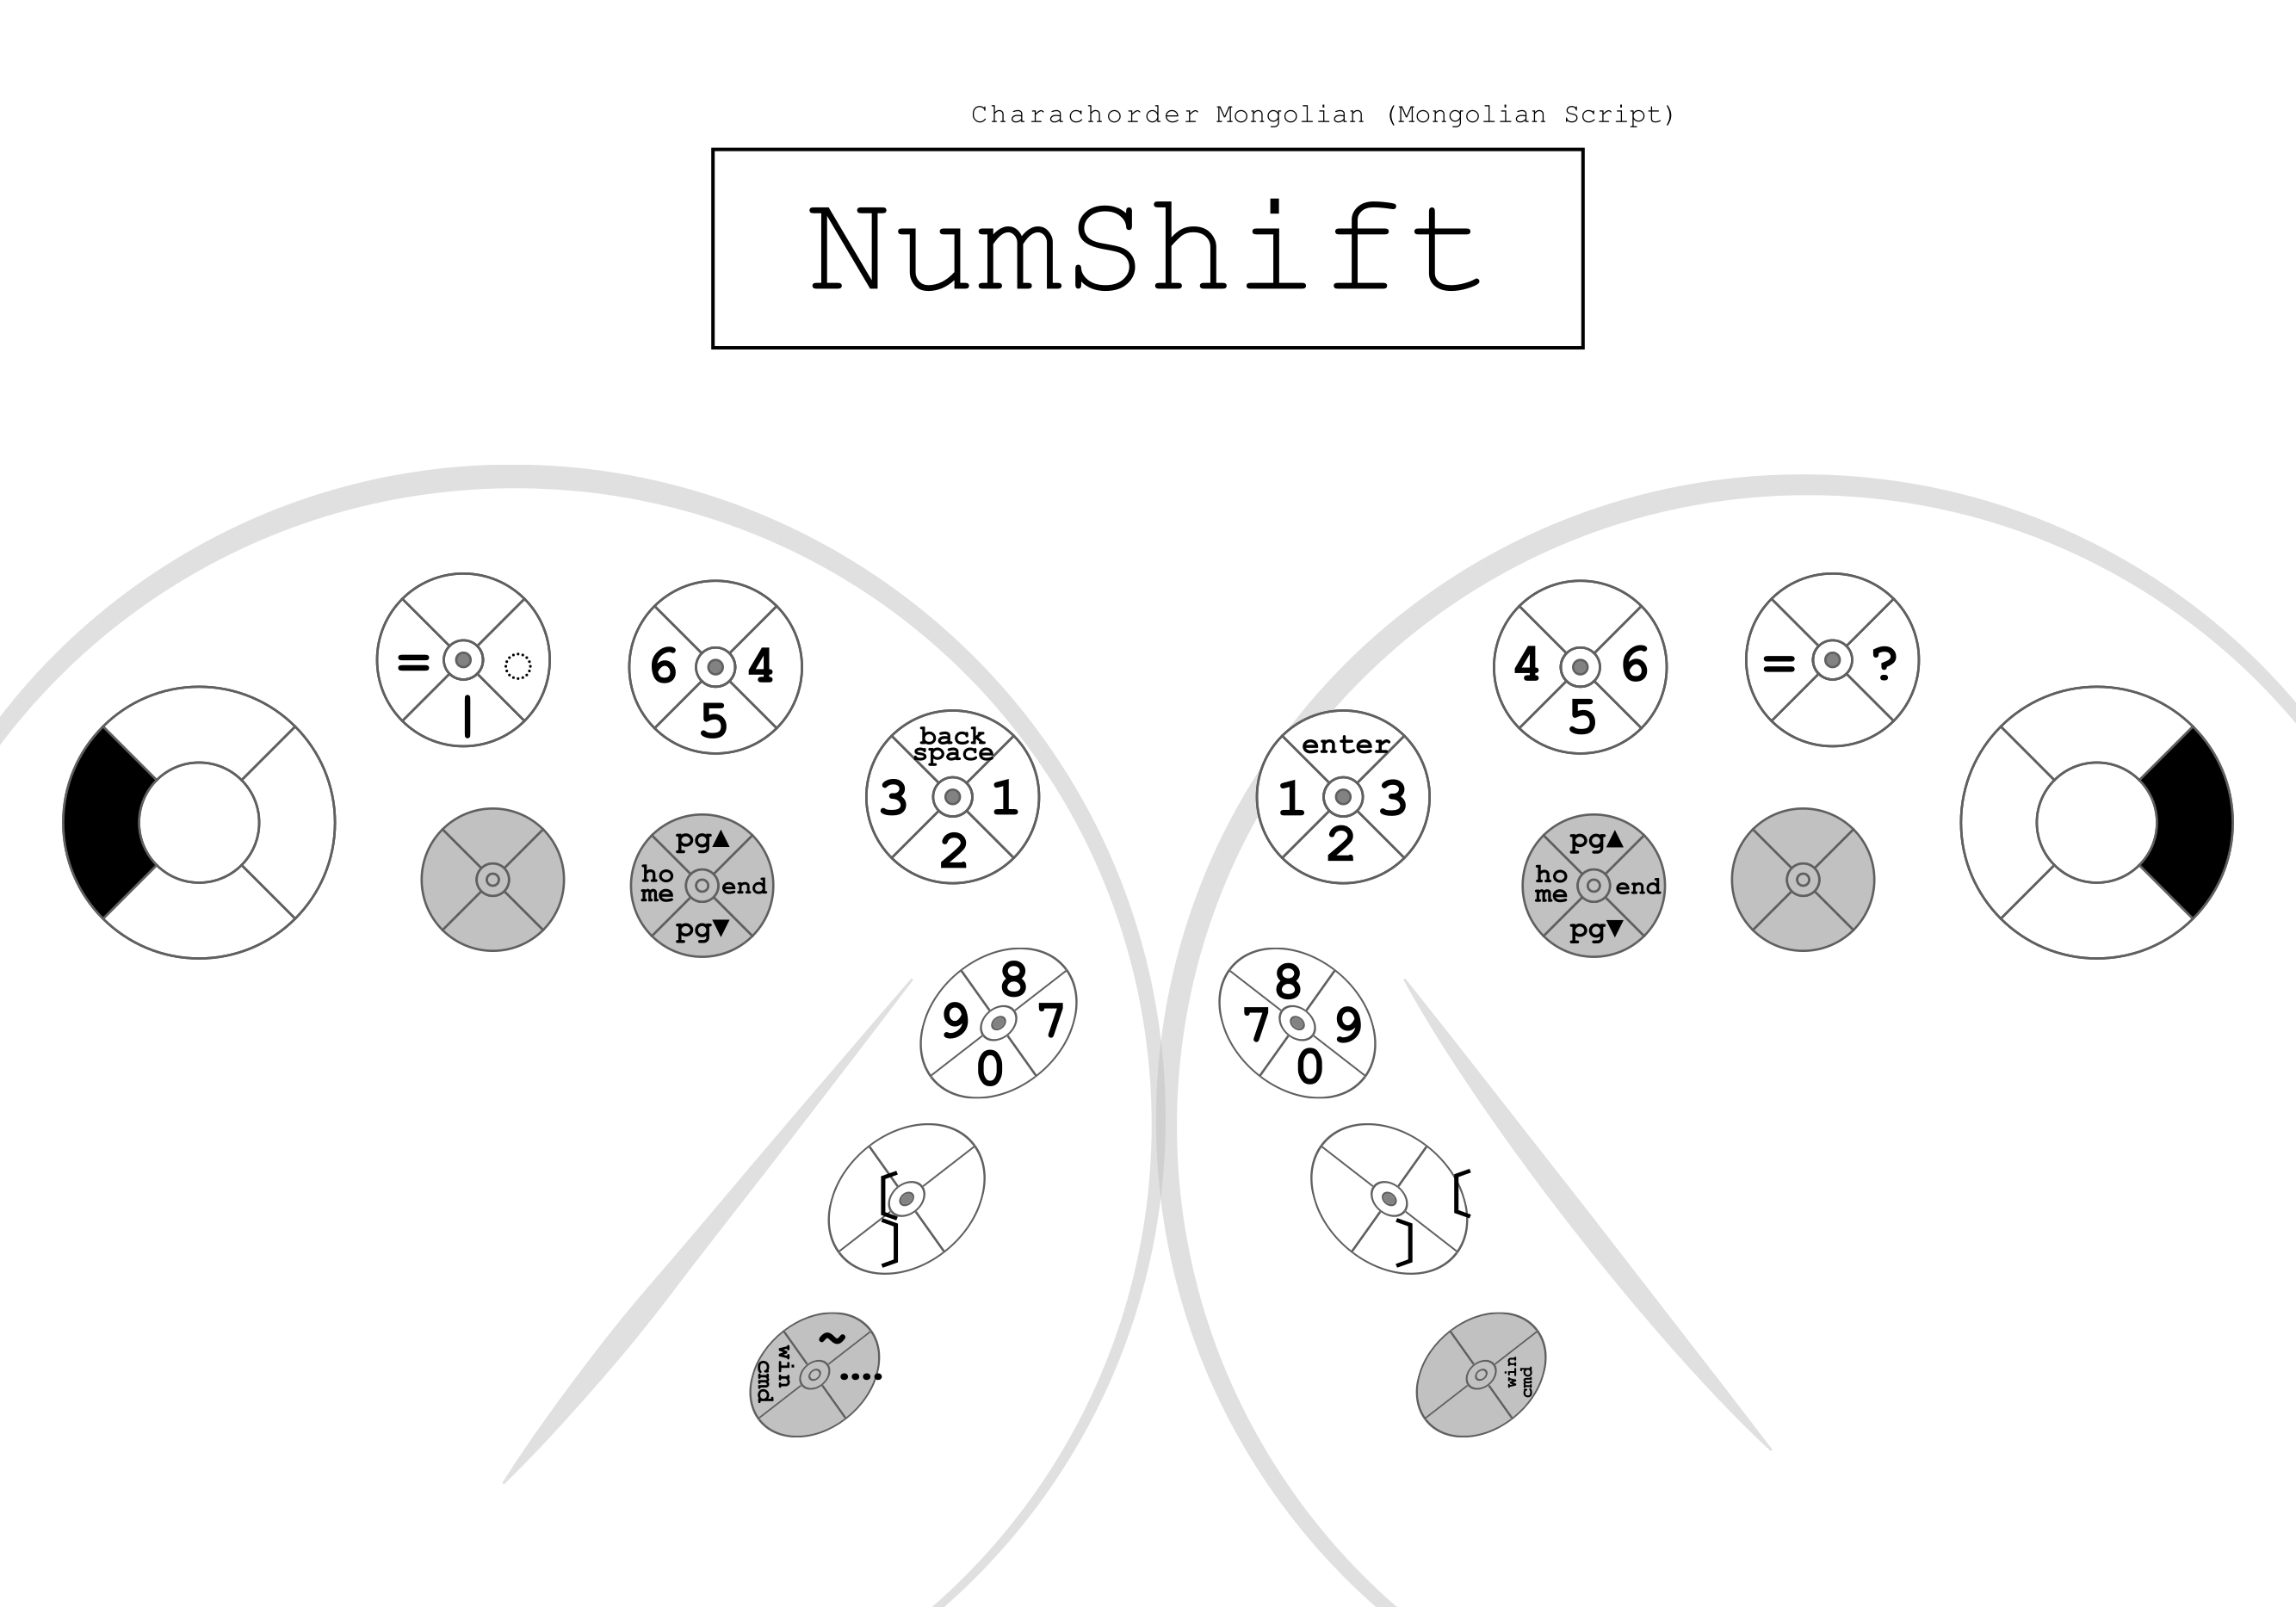 Charachorder Mongolian (Mongolian Script)
NumShift
= ◌ |
6 4 5
back
space
3 1
2
enter
1 3
2
4 6
5
= ?
pg▲
ho
me
end
pg▼
pg▲
ho
me
end
pg▼
8
9 7
0
8
7 9
0
[
]
[
]
~
win
cmd
....
win
cmd